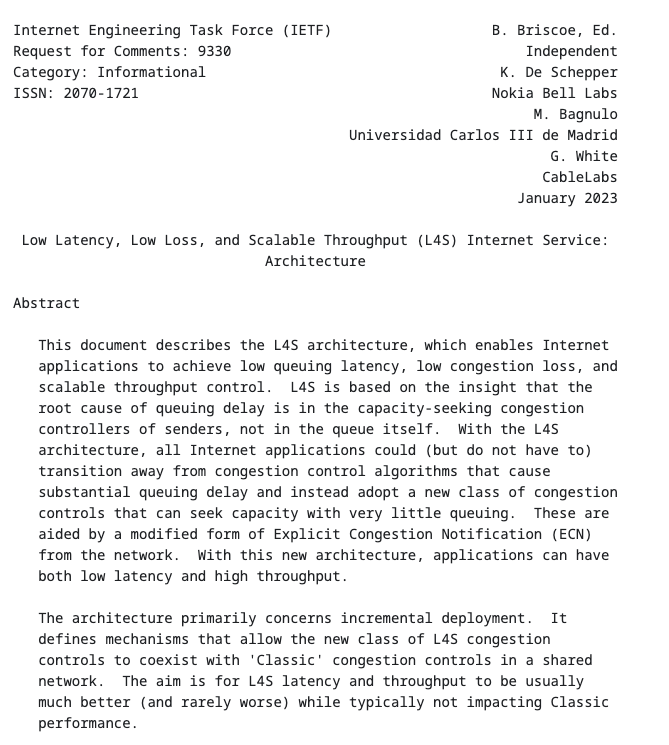 Internet Engineering Task Force (IETF) B. Briscoe, Ed.
Request for Comments: 9330 Independent
Category: Informational K. De Schepper
ISSN: 2070-1721 Nokia Bell Labs
M. Bagnulo
Universidad Carlos III de Madrid
G. White
CableLabs
January 2023
Low Latency, Low Loss, and Scalable Throughput (L4S) Internet Service:
Architecture
Abstract
This document describes the L4S architecture, which enables Internet
applications to achieve low queuing latency, low congestion loss, and
scalable throughput control.  L4S is based on the insight that the
root cause of queuing delay is in the capacity-seeking congestion
controllers of senders, not in the queue itself.  With the L4S
architecture, all Internet applications could (but do not have to)
transition away from congestion control algorithms that cause
substantial queuing delay and instead adopt a new class of congestion
controls that can seek capacity with very little queuing.  These are
aided by a modified form of Explicit Congestion Notification (ECN)
from the network.  With this new architecture, applications can have
both low latency and high throughput.
The architecture primarily concerns incremental deployment.  It
defines mechanisms that allow the new class of L4S congestion
controls to coexist with 'Classic' congestion controls in a shared
network.  The aim is for L4S latency and throughput to be usually
much better (and rarely worse) while typically not impacting Classic
performance.